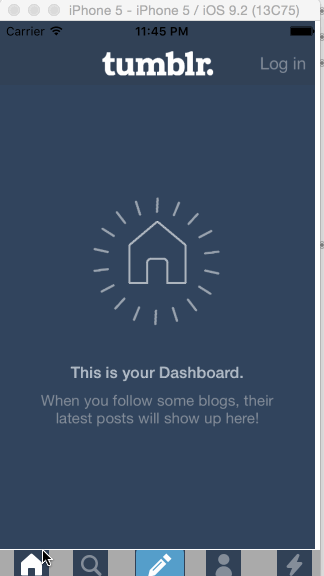 iPhone 5 - iPhone 5 / iOS 9.2 (13C75)
Carrier 11:45 PM
tumblr. Log in
This is your Dashboard.
When you follow some blogs, their
latest posts will show up here!